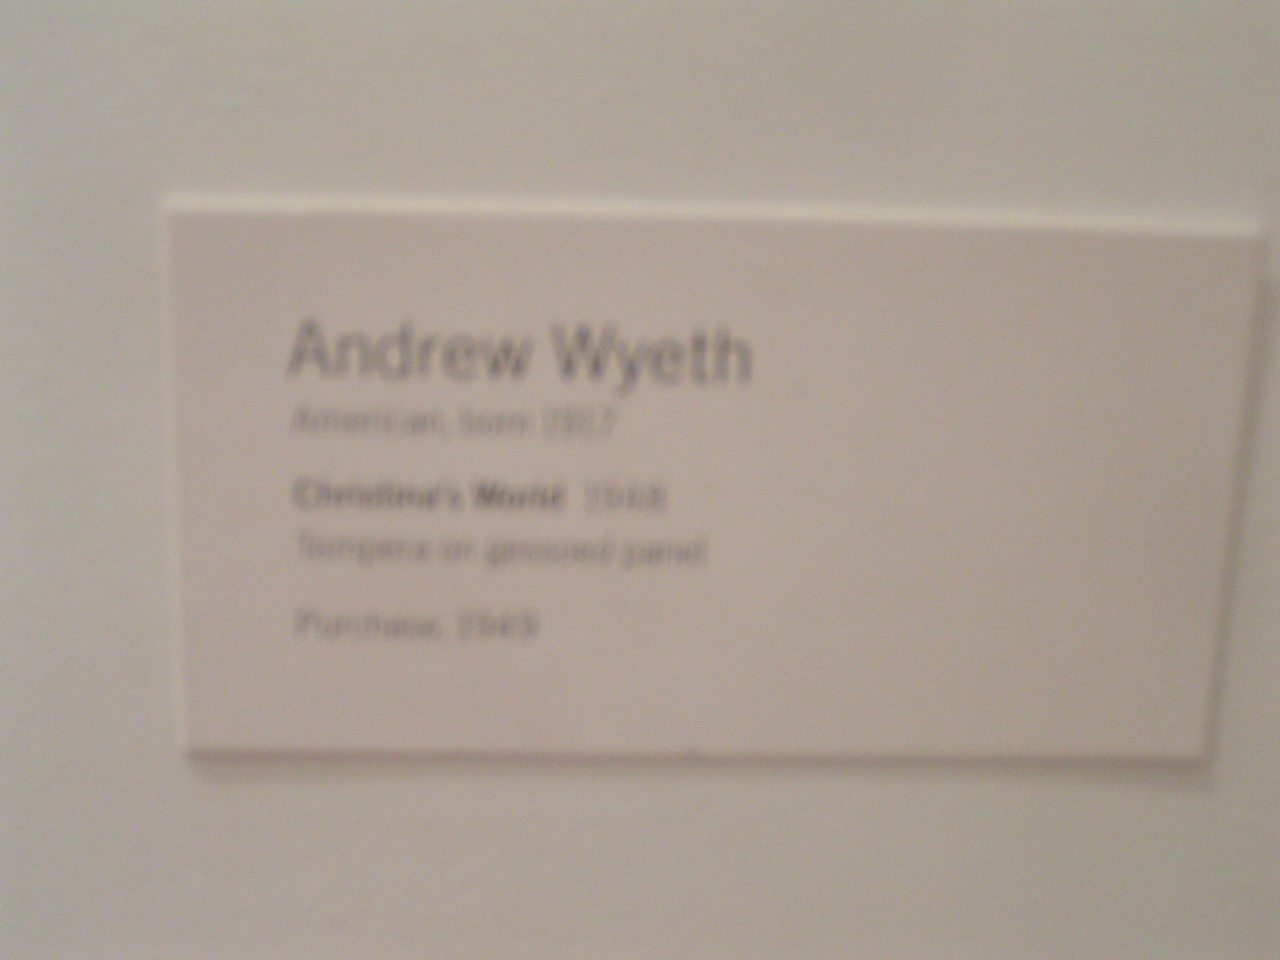 Andrew Wyeth
American, born 1917
Christina's World 1948
Tempera on gessoed panel
Purchase, 1949